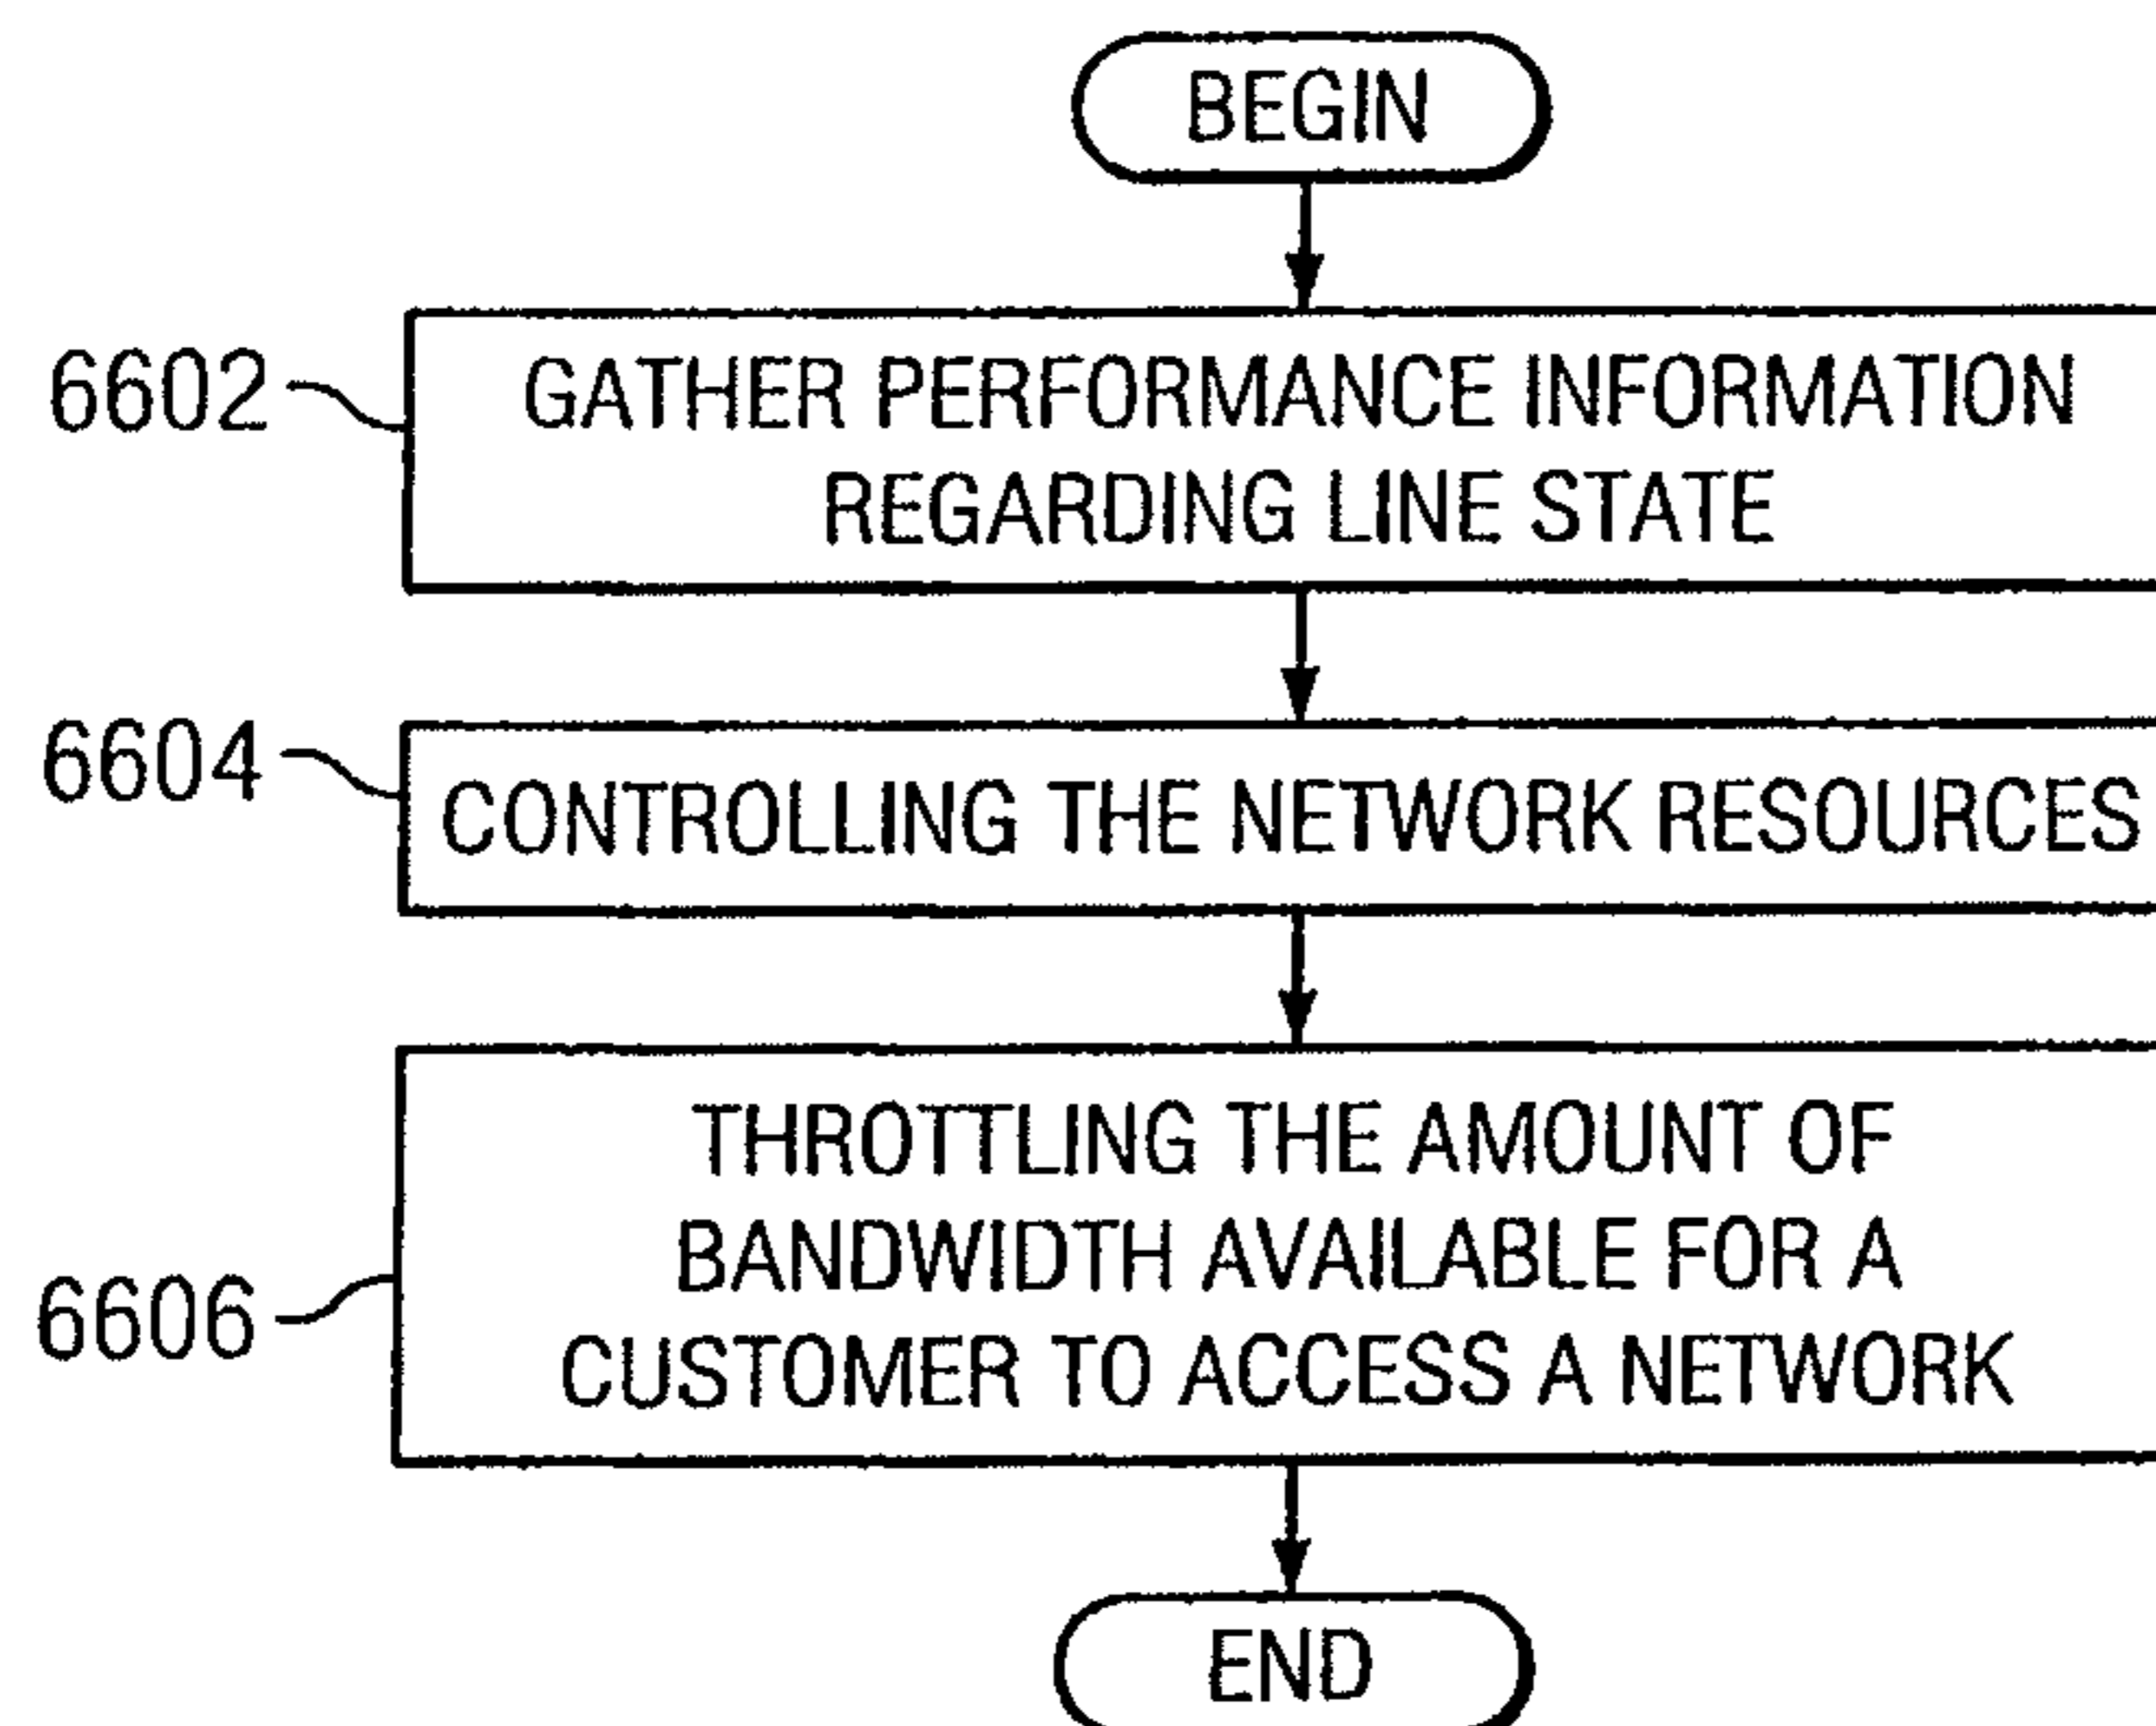 BEGIN
6602
GATHER PERFORMANCE INFORMATION
REGARDING LINE STATE
6604
CONTROLLING THE NETWORK RESOURCES
6606
THROTTLING THE AMOUNT OF
BANDWIDTH AVAILABLE FOR A
CUSTOMER TO ACCESS A NETWORK
END